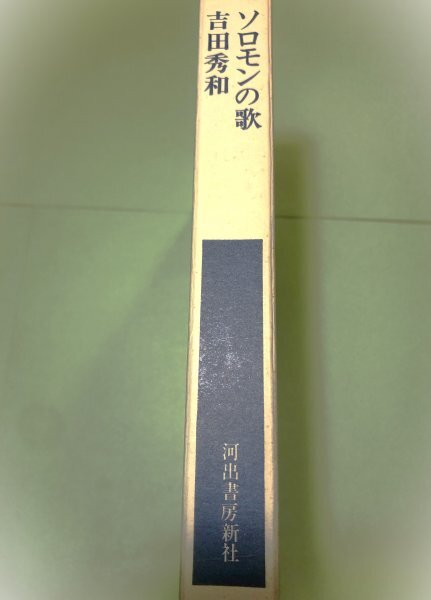 ソロモンの歌
吉田秀和
河出書房新社